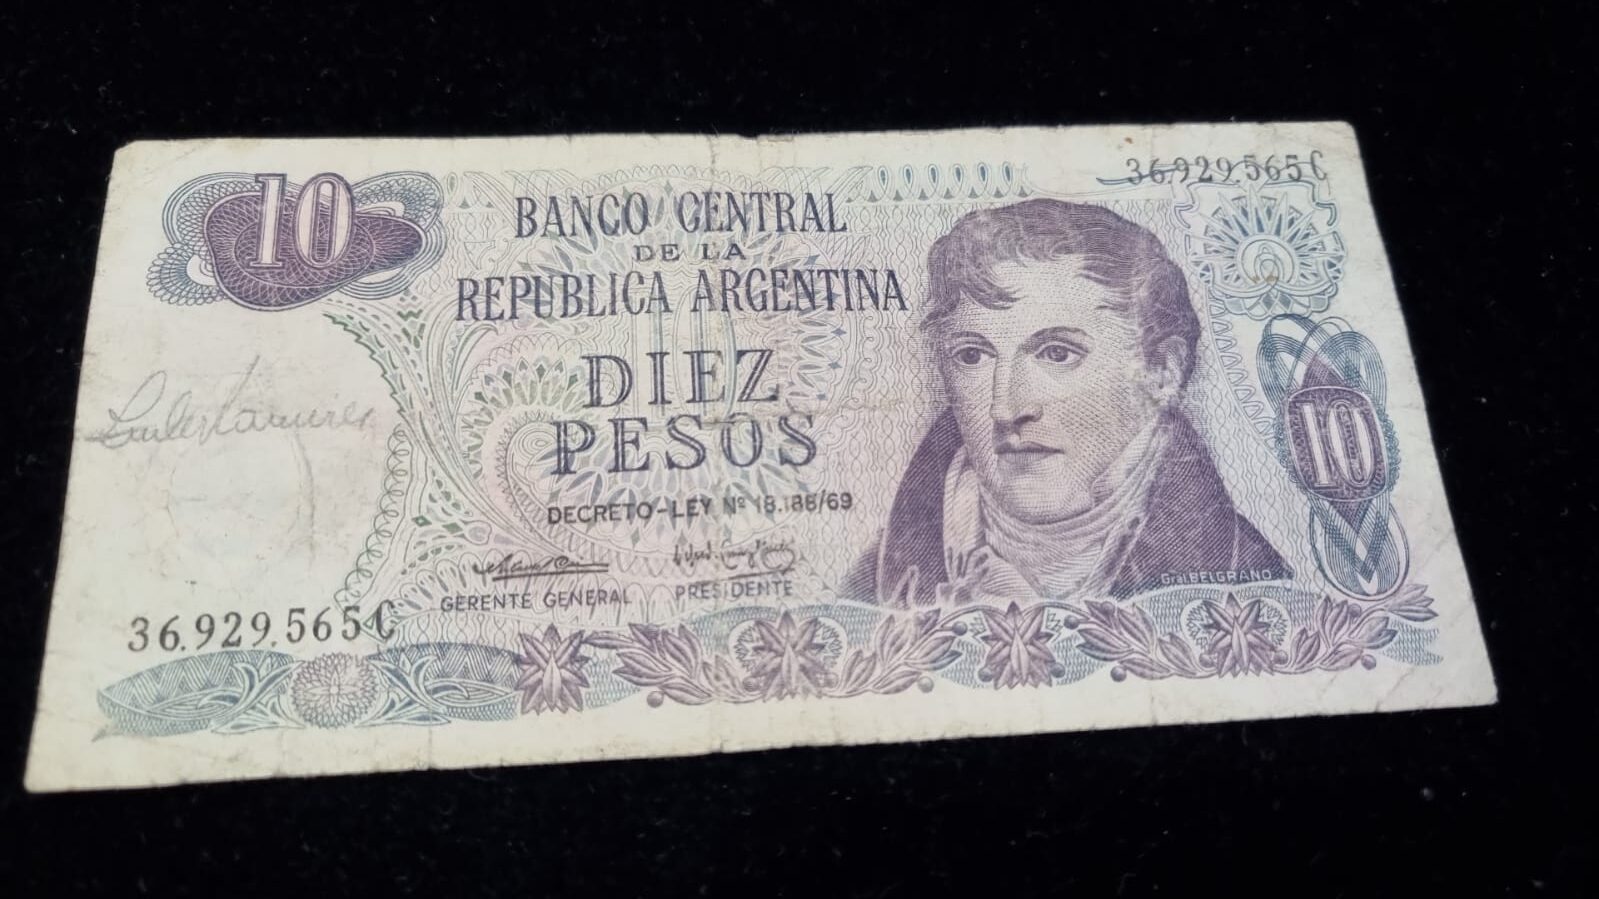 10
36.929.565C
BANCO CENTRAL
DE LA
REPUBLICA ARGENTINA
DIEZ
PESOS
DECRETO-LEY Nº 18.188/69
GERENTE GENERAL
PRESIDENTE
Gral.BELGRANO
10
36.929.565C